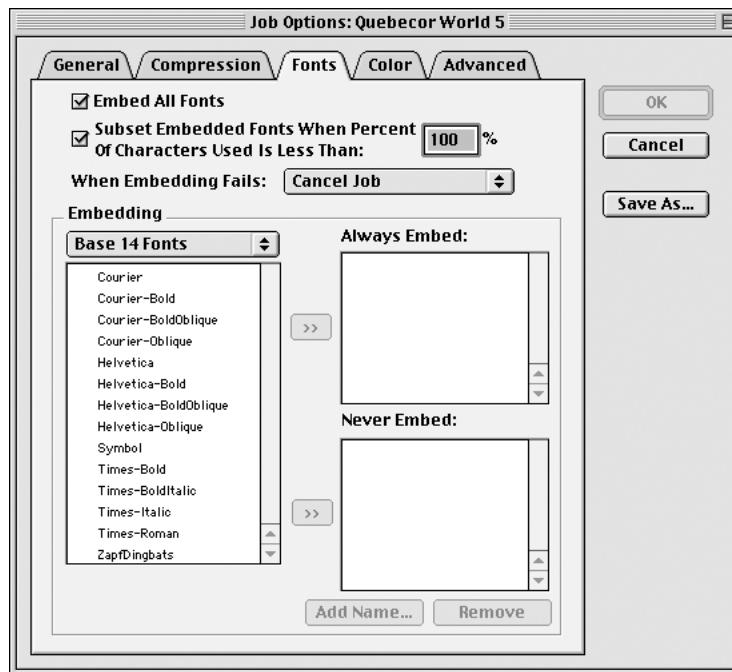 Job Options: Quebecor World 5
General Compression Fonts Color Advanced
Embed All Fonts
Subset Embedded Fonts When Percent
Of Characters Used Is Less Than: 100 %
When Embedding Fails: Cancel Job
OK
Cancel
Save As...
Embedding
Base 14 Fonts
Courier
Courier-Bold
Courier-BoldOblique
Courier-Oblique
Helvetica
Helvetica-Bold
Helvetica-BoldOblique
Helvetica-Oblique
Symbol
Times-Bold
Times-BoldItalic
Times-Italic
Times-Roman
ZapfDingbats
>>
>>
Always Embed:
Never Embed:
Add Name... Remove